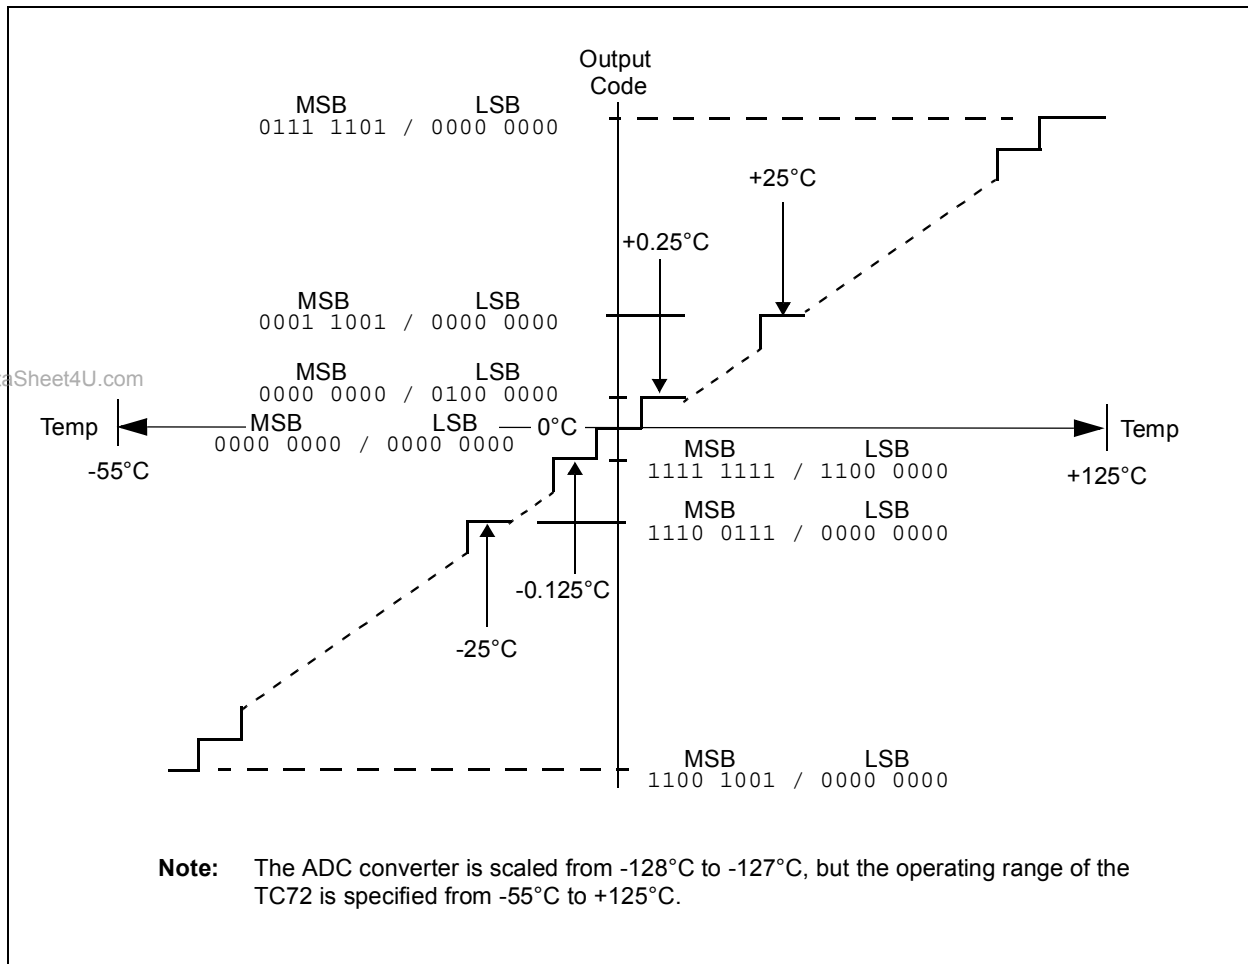 Output
Code
MSB LSB
0111 1101 / 0000 0000
+25°C
+0.25°C
MSB LSB
0001 1001 / 0000 0000
aSheet4U.com
MSB LSB
0000 0000 / 0100 0000
Temp MSB LSB 0°C Temp
0000 0000 / 0000 0000
-55°C
+125°C
MSB LSB
1111 1111 / 1100 0000
MSB LSB
1110 0111 / 0000 0000
-0.125°C
-25°C
MSB LSB
1100 1001 / 0000 0000
Note: The ADC converter is scaled from -128°C to -127°C, but the operating range of the
TC72 is specified from -55°C to +125°C.